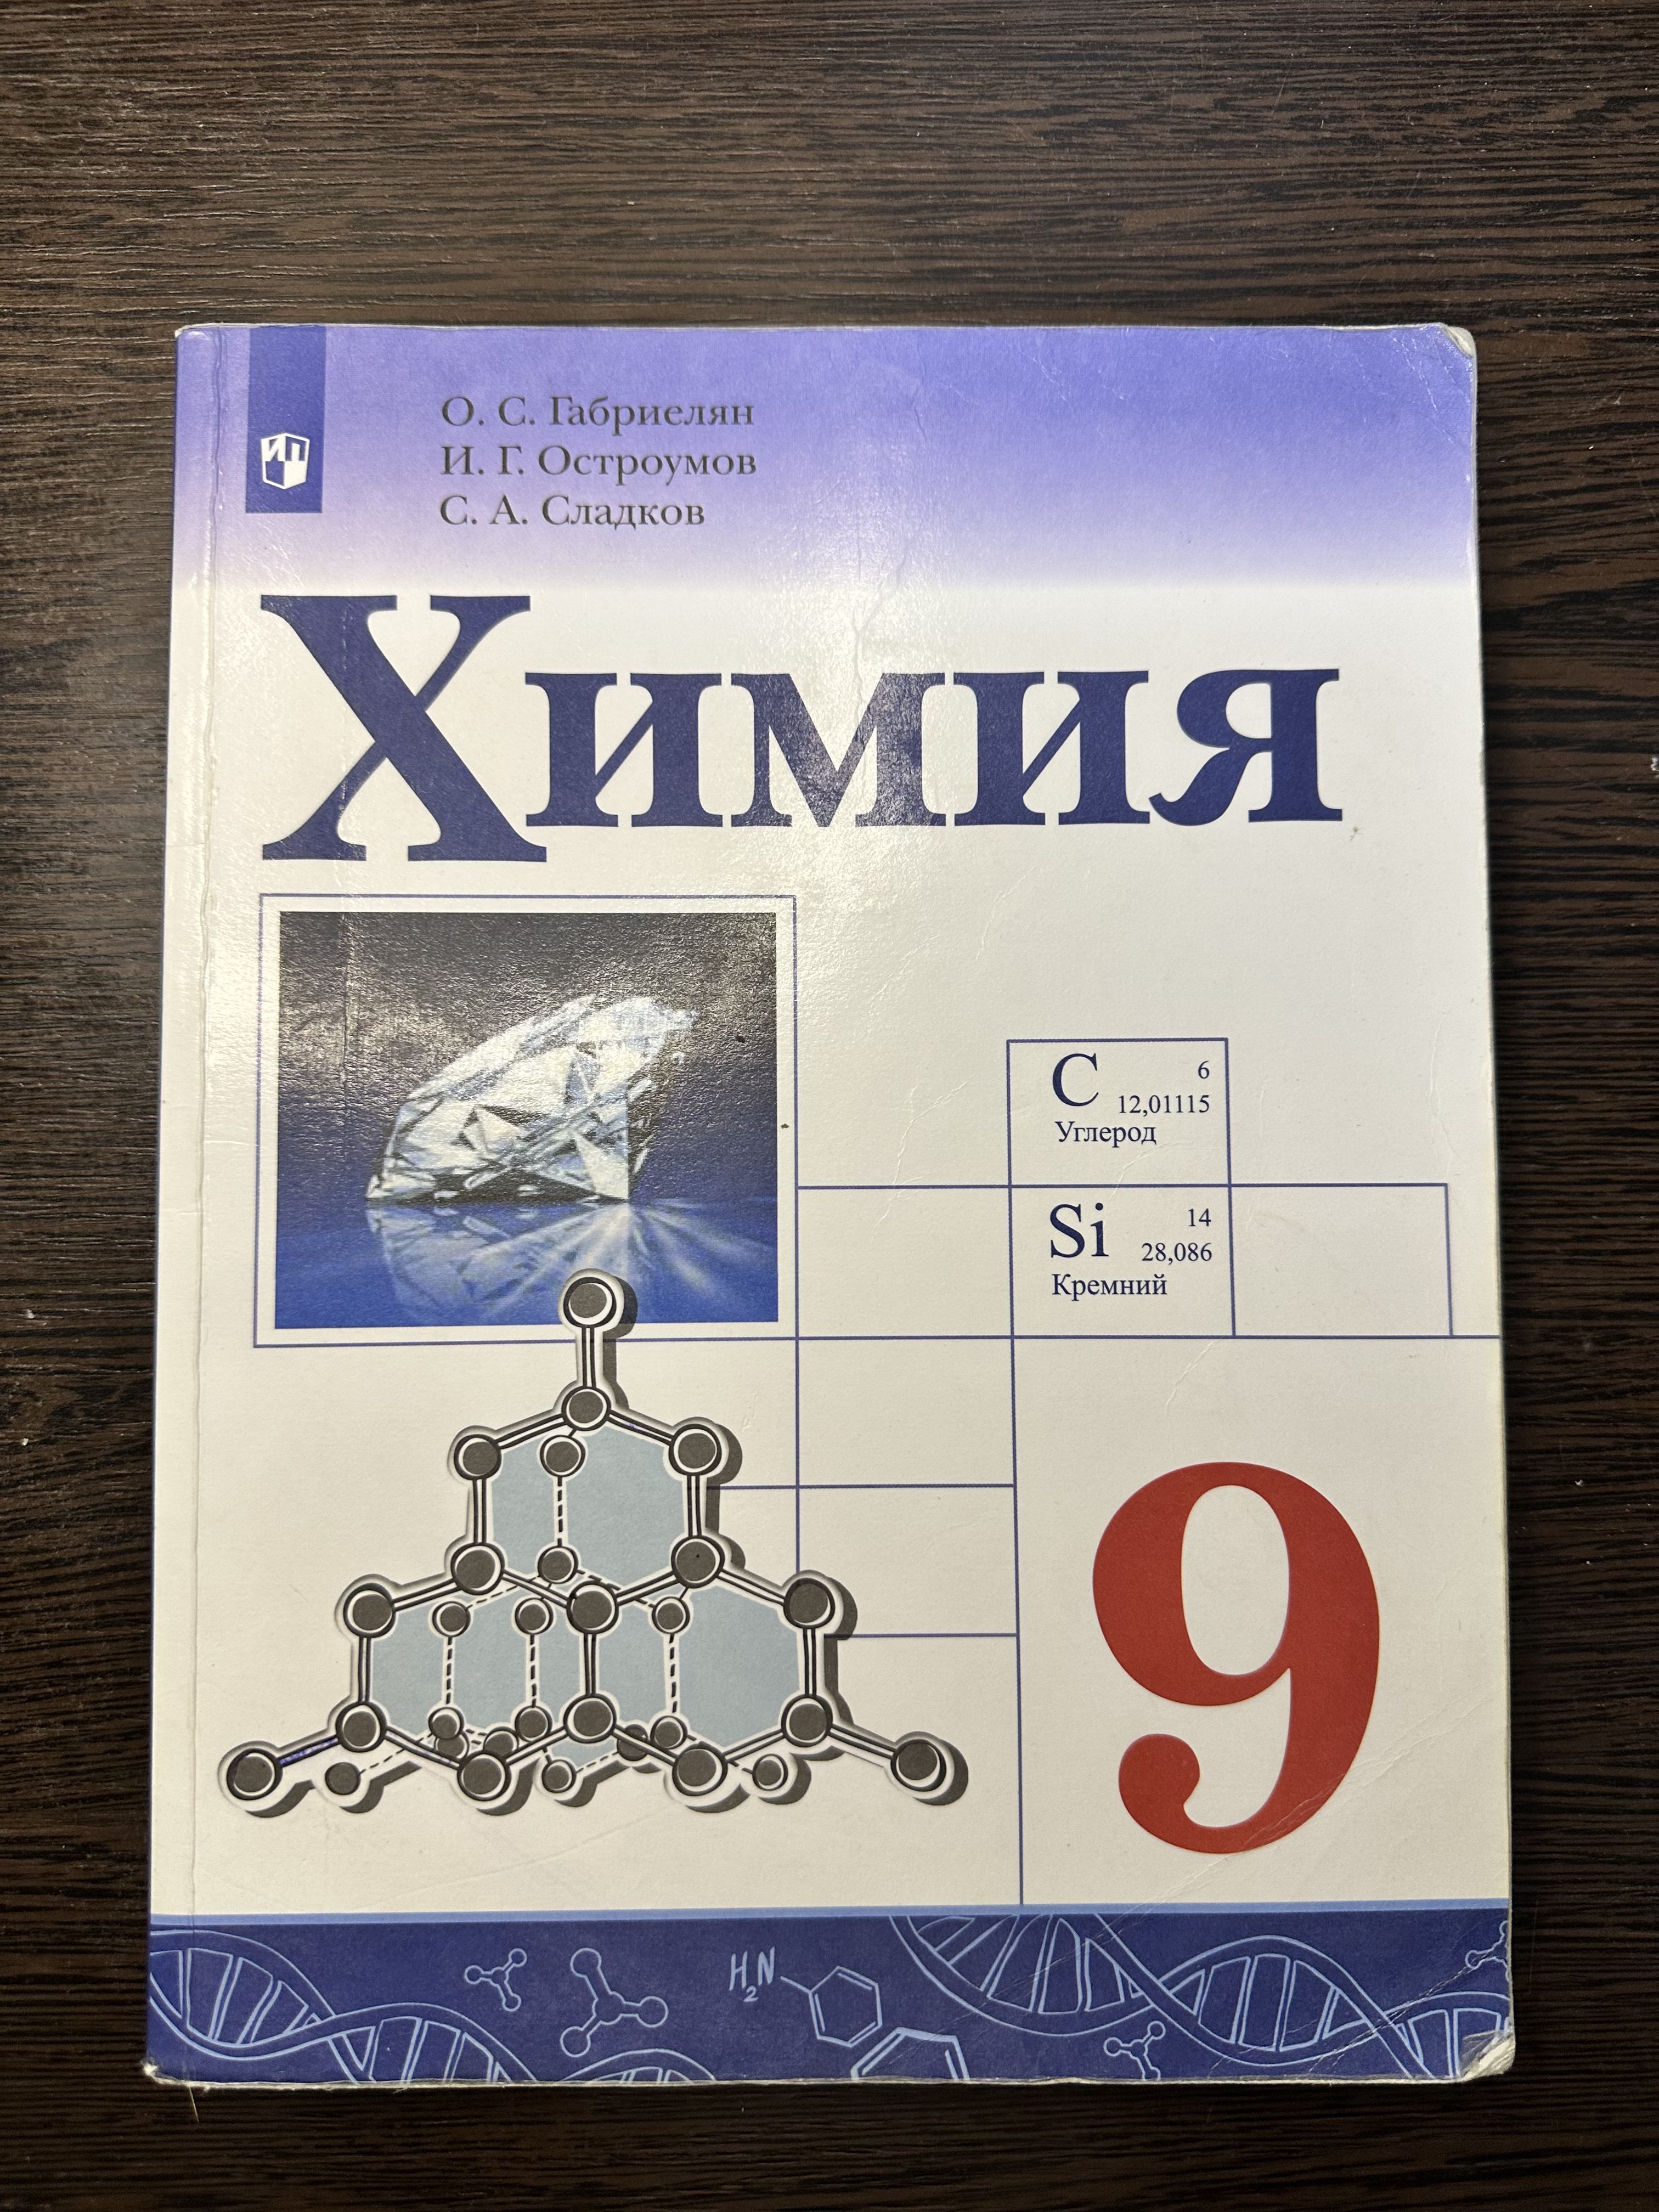 О. С. Габриелян
И. Г. Остроумов
С. А. Сладков
Химия
C 6
12,01115
Углерод
Si 14
28,086
Кремний
9
H2N